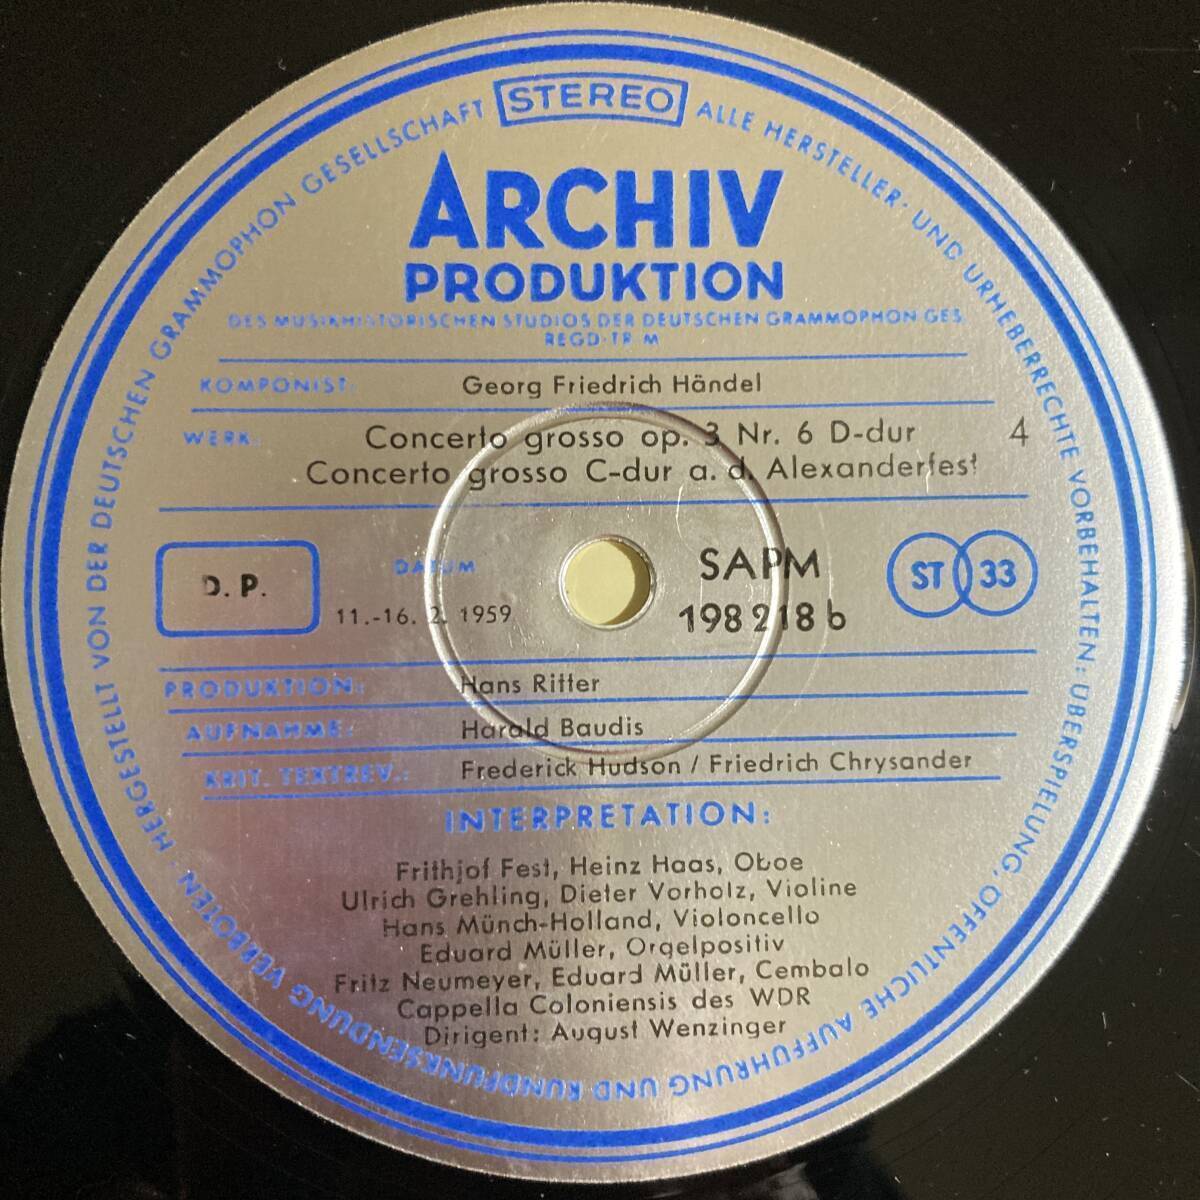 STEREO
ARCHIV
PRODUKTION
DES MUSIKHISTORISCHEN STUDIOS DER DEUTSCHEN GRAMMOPHON GES.
REGD·TR·M
KOMPONIST: Georg Friedrich Händel
WERK: Concerto grosso op. 3 Nr. 6 D-dur 4
Concerto grosso C-dur a. d. Alexanderfest
D. P. DATUM SAPM ST 33
11.-16. 2. 1959 198 218 b
PRODUKTION: Hans Ritter
AUFNAHME: Harald Baudis
KRIT. TEXTREV.: Frederick Hudson / Friedrich Chrysander
INTERPRETATION:
Frithjof Fest, Heinz Haas, Oboe
Ulrich Grehling, Dieter Vorholz, Violine
Hans Münch-Holland, Violoncello
Eduard Müller, Orgelpositiv
Fritz Neumeyer, Eduard Müller, Cembalo
Cappella Coloniensis des WDR
Dirigent: August Wenzinger
HERGESTELLT VON DER DEUTSCHEN GRAMMOPHON GESELLSCHAFT
ALLE HERSTELLER- UND URHEBERRECHTE VORBEHALTEN; ÜBERSPIELUNG, ÖFFENTLICHE AUFFÜHRUNG UND RUNDFUNKSENDUNG VERBOTEN;